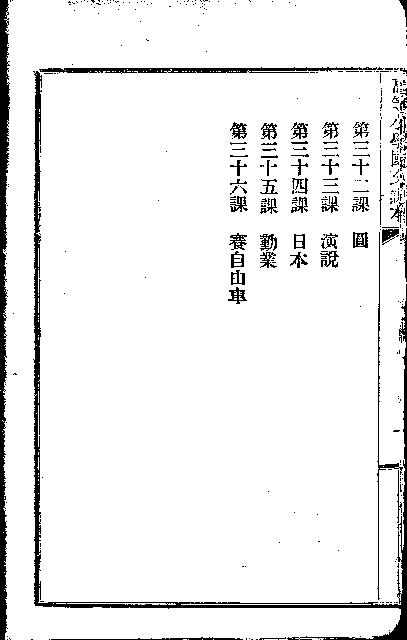 第三十二課　圓
第三十三課　演說
第三十四課　日本
第三十五課　勤業
第三十六課　賽自由車